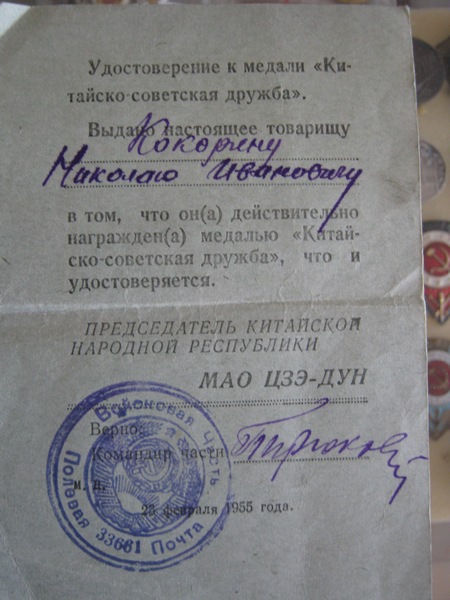 Удостоверение к медали «Ки-
тайско-советская дружба».
Выдано настоящее товарищу
Кокорину
Николаю Ивановичу
в том, что он(а) действительно
награжден(а) медалью «Китай-
ско-советская дружба», что и
удостоверяется.
ПРЕДСЕДАТЕЛЬ КИТАЙСКОЙ
НАРОДНОЙ РЕСПУБЛИКИ
МАО ЦЗЭ-ДУН
Верно:
Командир части
м. п.
23 февраля 1955 года.
Войсковая Часть
Полевая Почта
33661